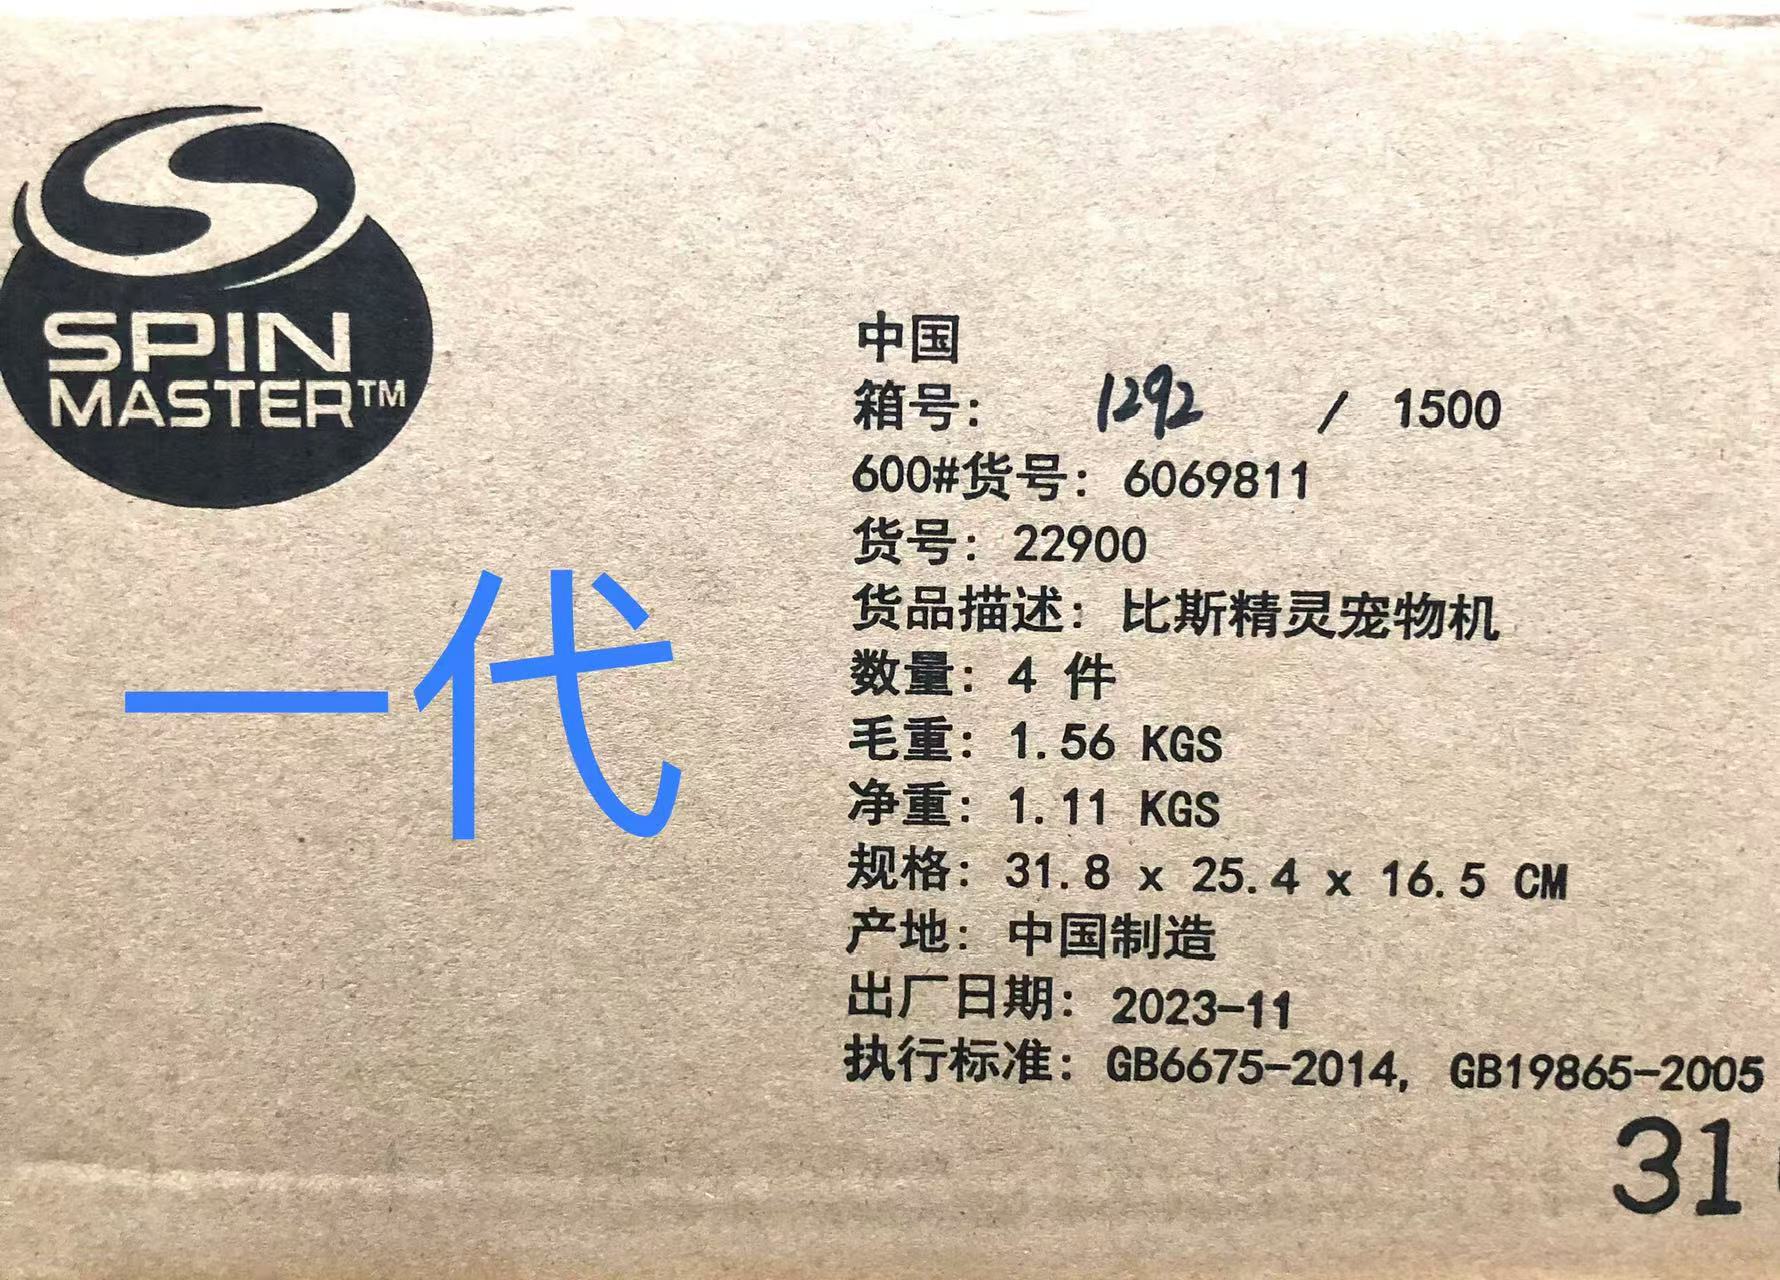 SPIN
MASTER™
中国
箱号: 1292 / 1500
600#货号: 6069811
货号: 22900
货品描述: 比斯精灵宠物机
一代
数量: 4 件
毛重: 1.56 KGS
净重: 1.11 KGS
规格: 31.8 x 25.4 x 16.5 CM
产地: 中国制造
出厂日期: 2023-11
执行标准: GB6675-2014, GB19865-2005
31